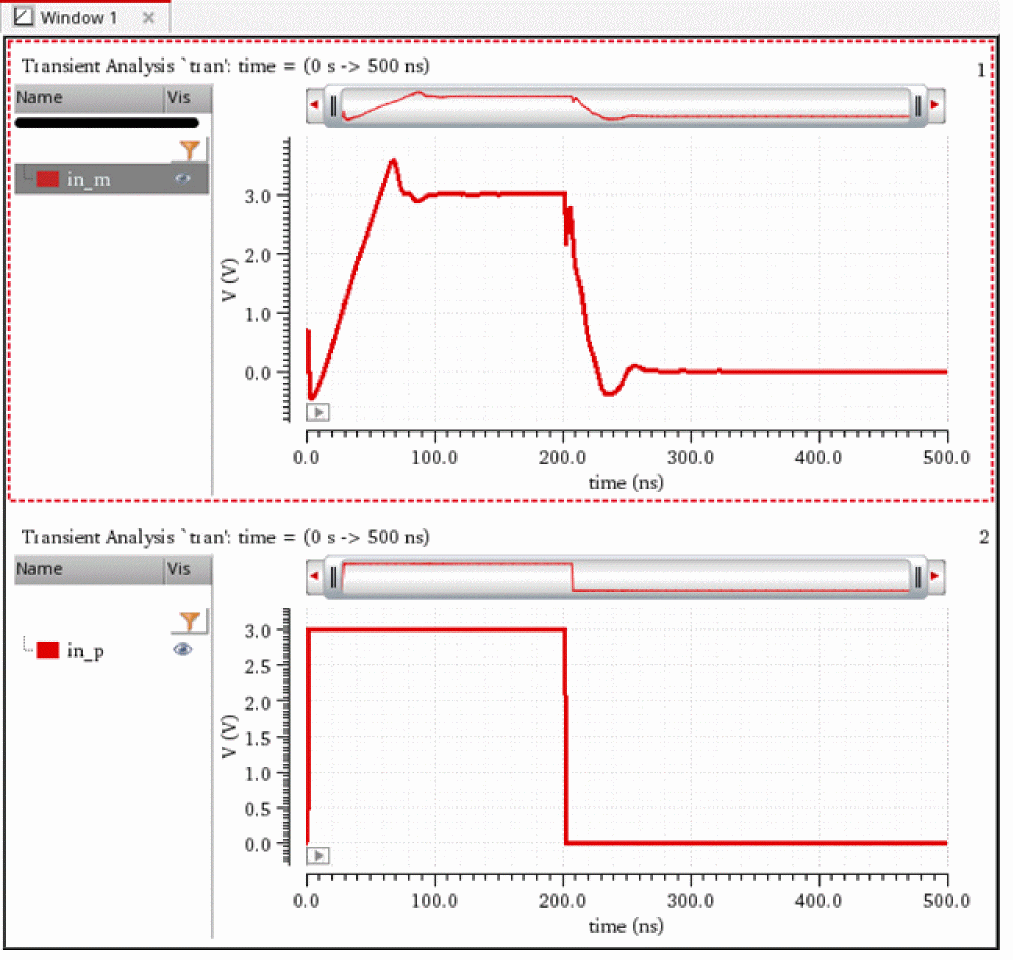 Window 1
Transient Analysis `tran': time = (0 s -> 500 ns)
1
Name Vis
in_m
3.0
2.0
1.0
0.0
V (V)
0.0 100.0 200.0 300.0 400.0 500.0
time (ns)
Transient Analysis `tran': time = (0 s -> 500 ns)
2
Name Vis
in_p
3.0
2.5
2.0
1.5
1.0
0.5
0.0
V (V)
0.0 100.0 200.0 300.0 400.0 500.0
time (ns)